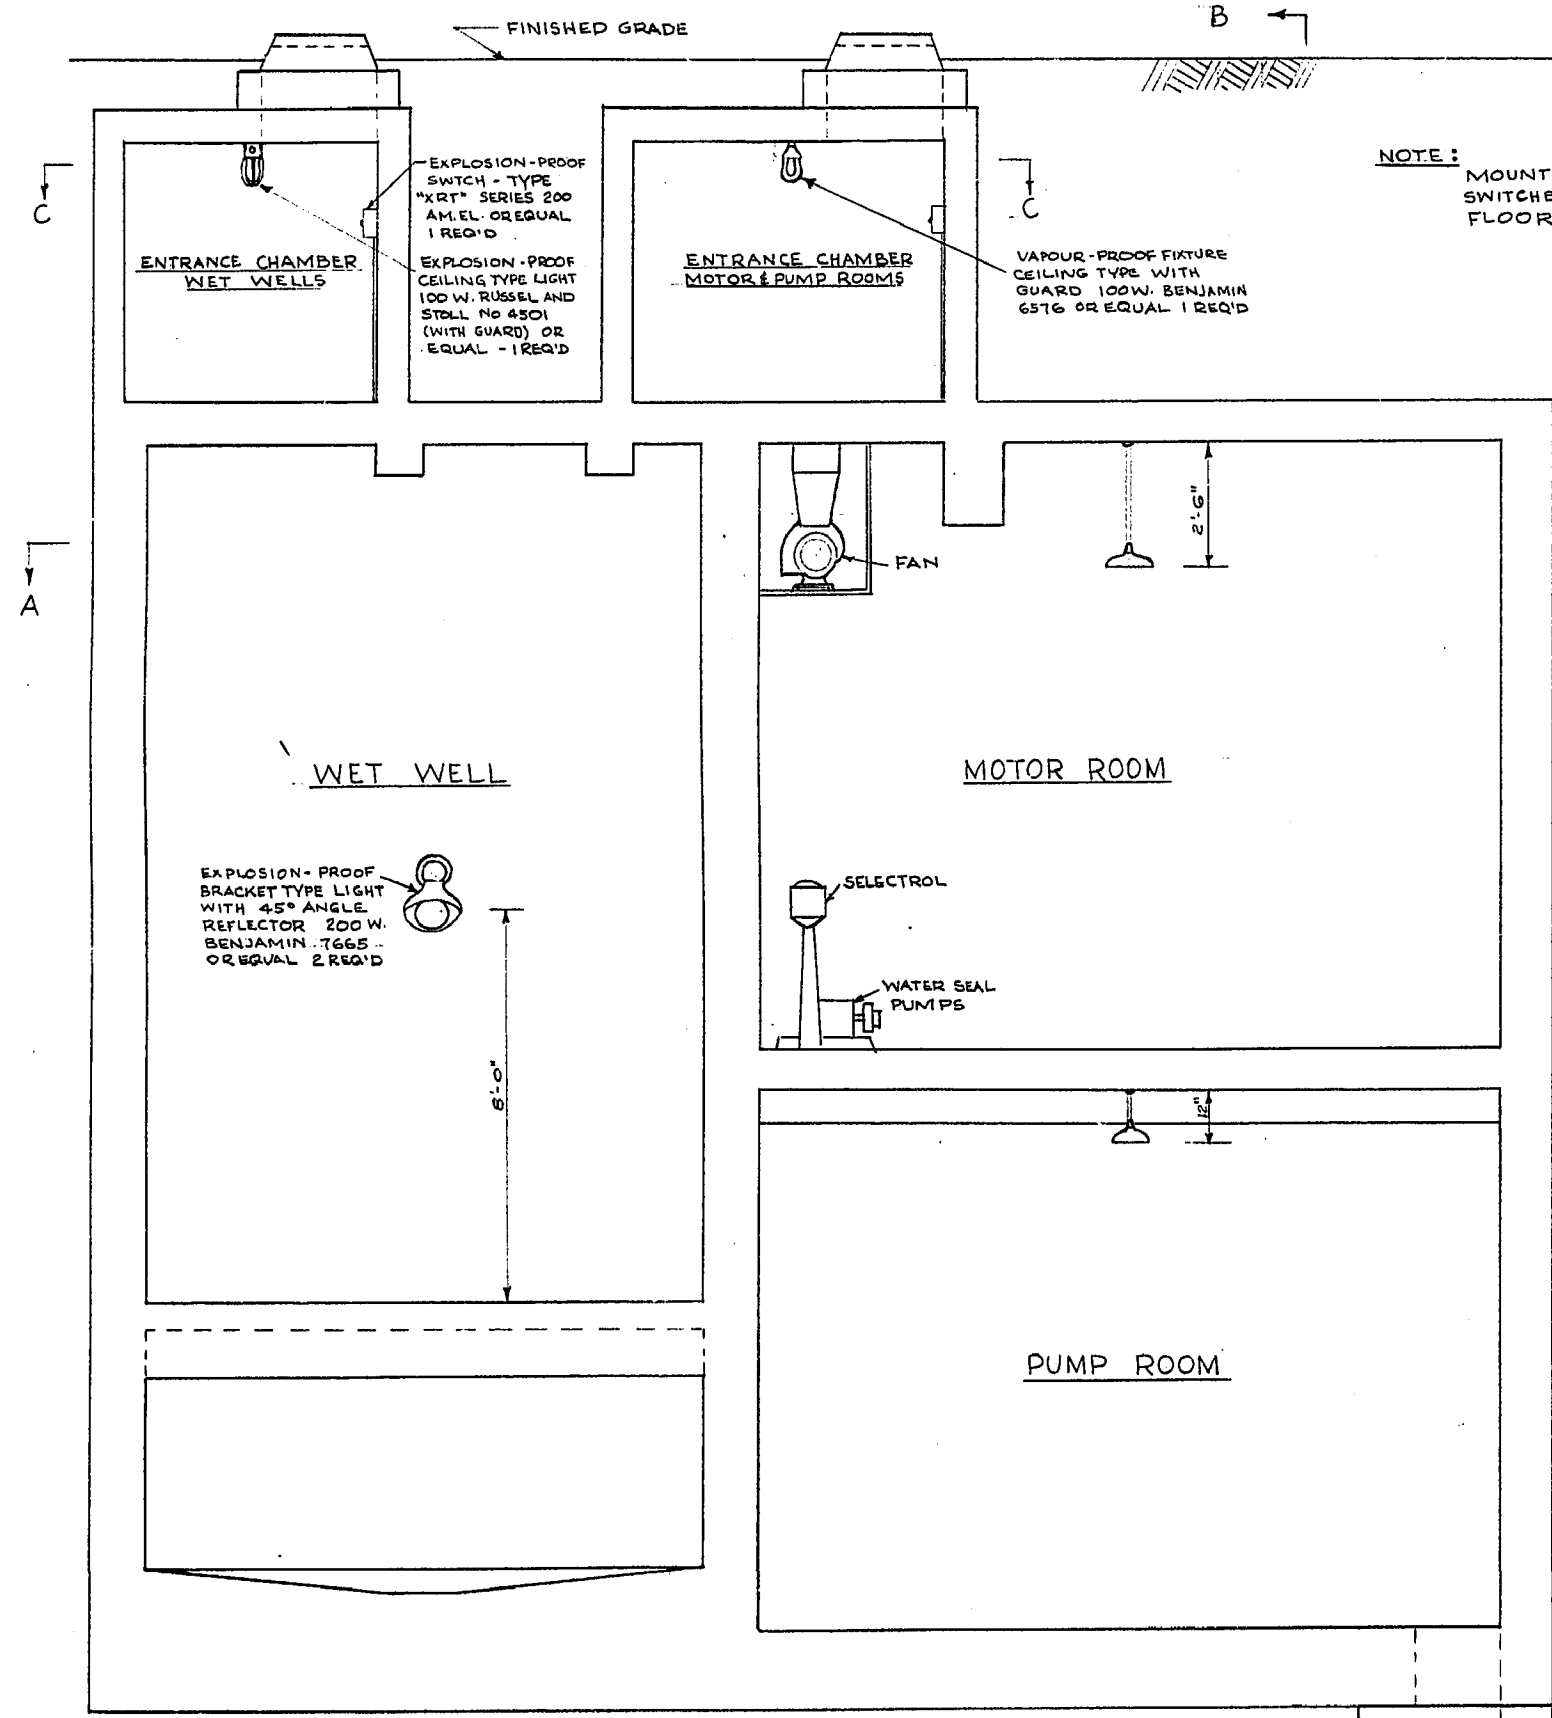 FINISHED GRADE
B
NOTE:
MOUNT
SWITCHE
FLOOR
C
EXPLOSION-PROOF
SWTCH - TYPE
"XRT" SERIES 200
AM.EL. OR EQUAL
1 REQ'D
C
ENTRANCE CHAMBER
WET WELLS
EXPLOSION-PROOF
CEILING TYPE LIGHT
100 W. RUSSEL AND
STOLL No 4501
(WITH GUARD) OR
EQUAL - 1 REQ'D
ENTRANCE CHAMBER
MOTOR & PUMP ROOMS
VAPOUR-PROOF FIXTURE
CEILING TYPE WITH
GUARD 100W. BENJAMIN
6576 OR EQUAL 1 REQ'D
2'-6"
FAN
A
WET WELL
MOTOR ROOM
EXPLOSION-PROOF
BRACKET TYPE LIGHT
WITH 45° ANGLE
REFLECTOR 200 W.
BENJAMIN 7665
OR EQUAL 2 REQ'D
SELECTROL
WATER SEAL
PUMPS
8'-0"
12"
PUMP ROOM